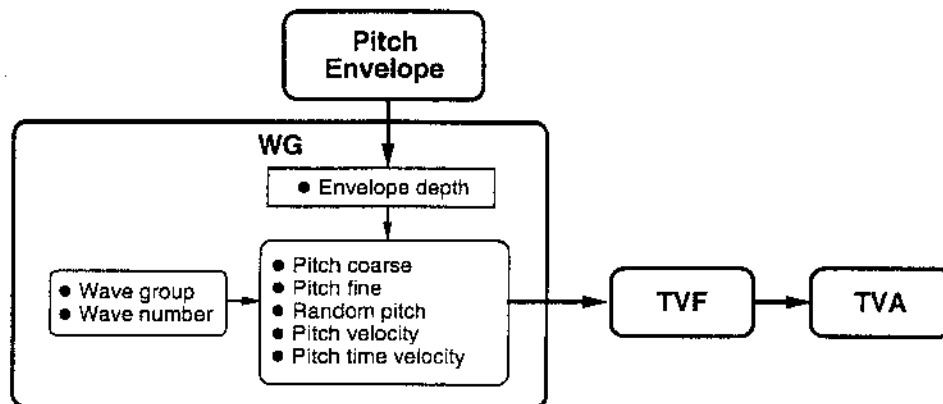 Pitch
Envelope
WG
● Envelope depth
● Wave group
● Wave number
● Pitch coarse
● Pitch fine
● Random pitch
● Pitch velocity
● Pitch time velocity
TVF
TVA